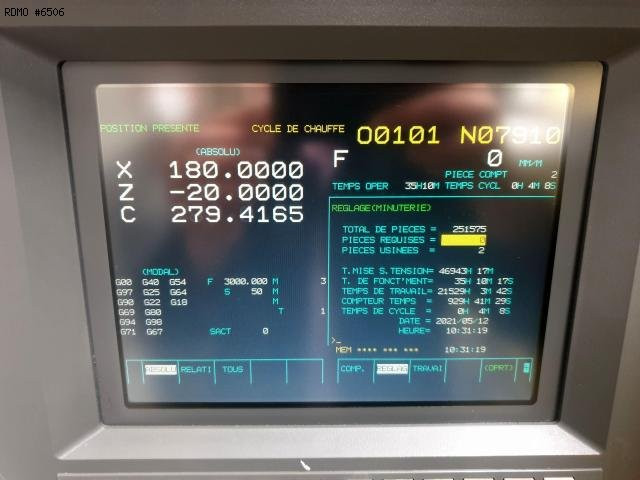 RDMO #6506
POSITION PRESENTE CYCLE DE CHAUFFE O0101 N07910
(ABSOLU)
X 180.0000
Z -20.0000
C 279.4165
F 0 MM/M
PIECE COMPT 2
TEMPS OPER 35H10M TEMPS CYCL 0H 4M 8S
REGLAGE(MINUTERIE)
TOTAL DE PIECES = 251575
PIECES REQUISES = 0
PIECES USINEES = 2
T.MISE S.TENSION= 46943H 17M
T. DE FONCT'MENT= 35H 10M 17S
TEMPS DE TRAVAIL= 21529H 3M 42S
COMPTEUR TEMPS = 929H 41M 29S
TEMPS DE CYCLE = 0H 4M 8S
DATE = 2021/05/12
HEURE= 10:31:19
>_
MEM **** *** *** 10:31:19
(MODAL)
G00 G40 G54 F 3000.000 M 3
G97 G25 G64 S 50 M
G90 G22 G18 M
G69 G80 T 1
G94 G98
G71 G67 SACT 0
ABSOLU RELATI TOUS
COMP. REGLAG TRAVAI (OPRT)